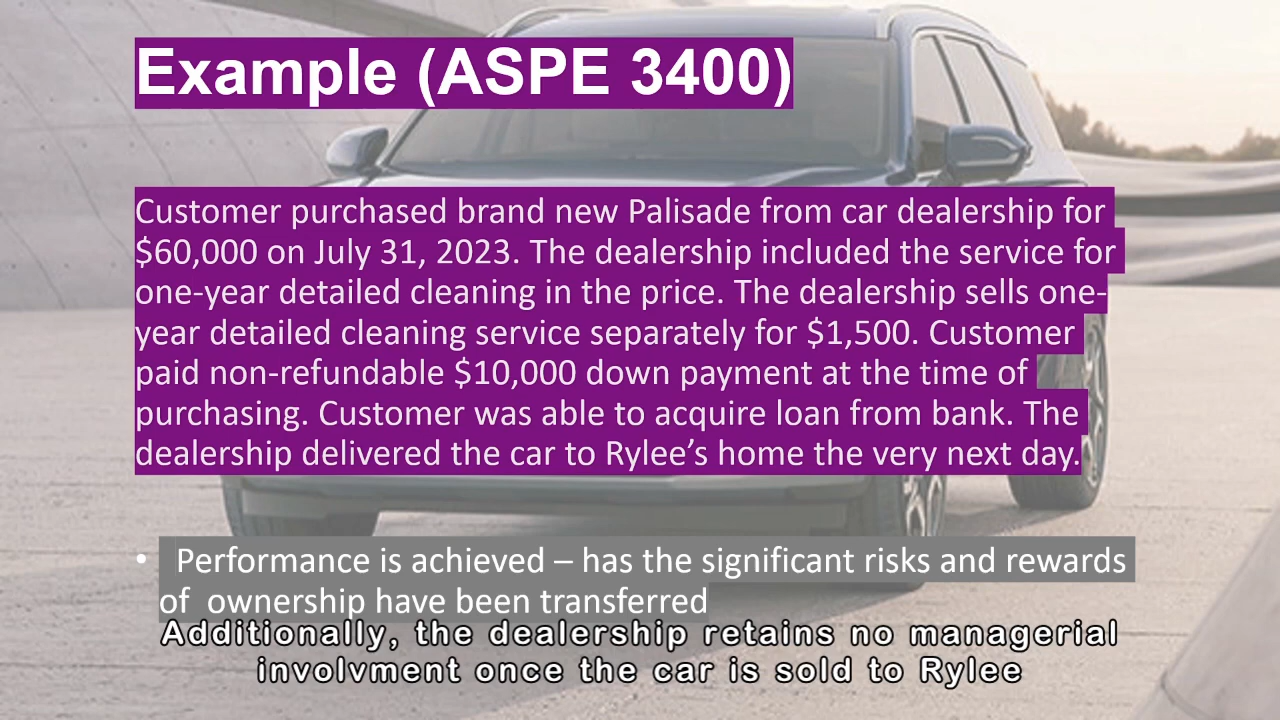 Example (ASPE 3400)
Customer purchased brand new Palisade from car dealership for
$60,000 on July 31, 2023. The dealership included the service for
one-year detailed cleaning in the price. The dealership sells one-
year detailed cleaning service separately for $1,500. Customer
paid non-refundable $10,000 down payment at the time of
purchasing. Customer was able to acquire loan from bank. The
dealership delivered the car to Rylee’s home the very next day.
• Performance is achieved – has the significant risks and rewards
of ownership have been transferred
Additionally, the dealership retains no managerial
involvment once the car is sold to Rylee